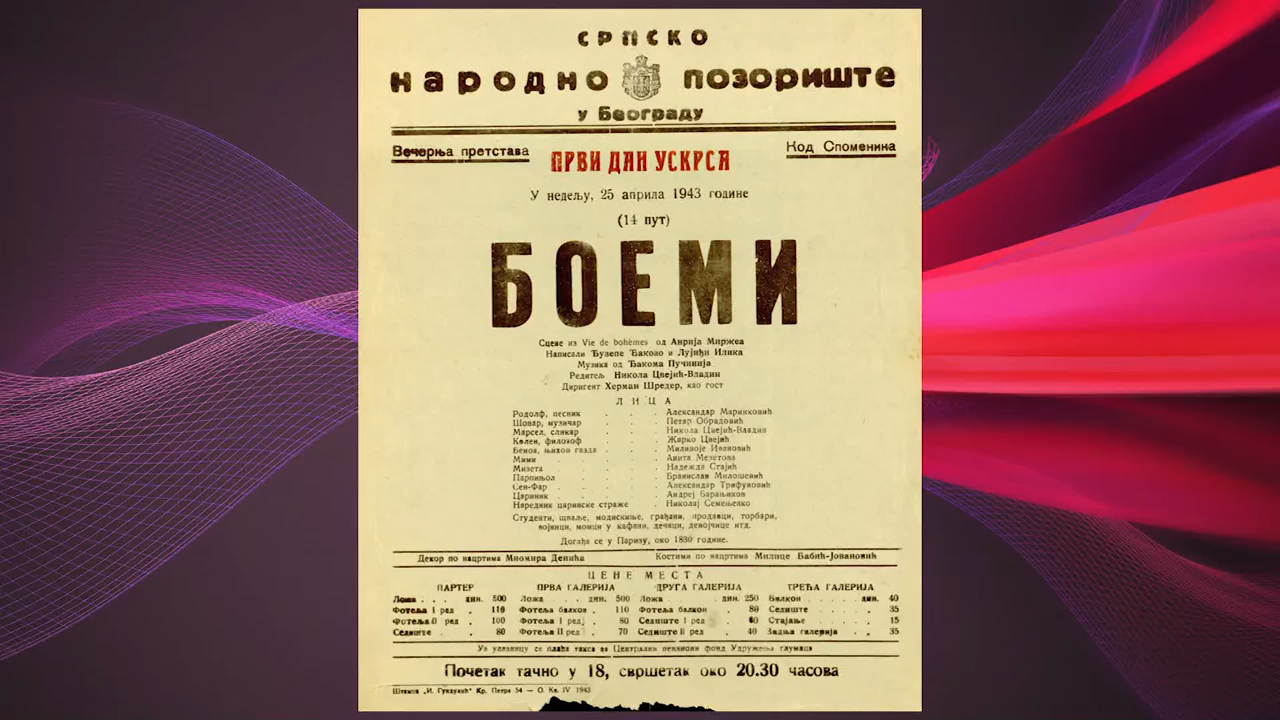 СРПСКО
НАРОДНО ПОЗОРИШТЕ
у Београду
Вечерња претстава
ПРВИ ДАН УСКРСА
Код Споменина
У недељу, 25 априла 1943 године
(14 пут)
БОЕМИ
Сцене из Vie de bohèmes од Анрија Миржеа
Написали Ђузепе Ђакозо и Лујиђи Илика
Музика од Ђакома Пучинија
Редитељ Никола Цвејић-Владин
Диригент Херман Шредер, као гост
ЛИЦА
Родолф, песник . . . Александар Маринковић
Шонар, музичар . . . Петар Обрадовић
Марсел, сликар . . . Никола Цвејић-Владин
Колен, филозоф . . . Жарко Цвејић
Беноа, њихов газда . . . Миливоје Ивановић
Мими . . . Анита Мезетова
Мизета . . . Надежда Стајић
Парпињол . . . Бранислав Милошевић
Сен-Фар . . . Александар Трифуновић
Цариник . . . Андреј Барањиков
Наредник царинске страже . Николај Семењенко
Студенти, шваље, модискиње, грађани, продавци, торбари,
војници, момци у кафани, дечаци, девојчице итд.
Догађа се у Паризу, око 1830 године.
Декор по нацртима Миомира Денића Костими по нацртима Милице Бабић-Јовановић
ЦЕНЕ МЕСТА
ПАРТЕР ПРВА ГАЛЕРИЈА ДРУГА ГАЛЕРИЈА ТРЕЋА ГАЛЕРИЈА
Ложа . . . дин. 500 Ложа . . . дин. 500 Ложа . . . дин. 250 Балкон . . . . дин. 40
Фотеља I ред „ 110 Фотеља балкон „ 110 Фотеља балкон „ 80 Седиште . . . . „ 35
Фотеља II ред „ 100 Фотеља I ред „ 80 Седиште I ред „ 60 Стајање . . . . „ 15
Седиште . . . „ 80 Фотеља II ред „ 70 Седиште II ред „ 40 Задња галерија . „ 35
Уз улазницу се плаћа такса за Централни пензиони фонд Удружења глумаца
Почетак тачно у 18, свршетак око 20.30 часова
Штампа „И. Гундулић“ Кр. Петра 54 — О. Кв. IV 1943